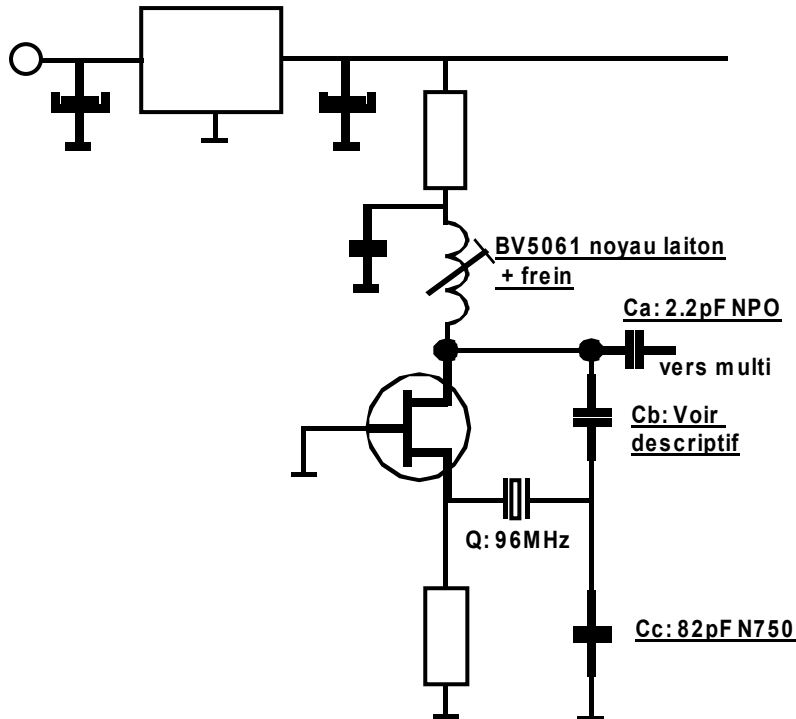 BV5061 noyau laiton
+ frein
Ca: 2.2pF NPO
vers multi
Cb: Voir
descriptif
Q: 96MHz
Cc: 82pF N750